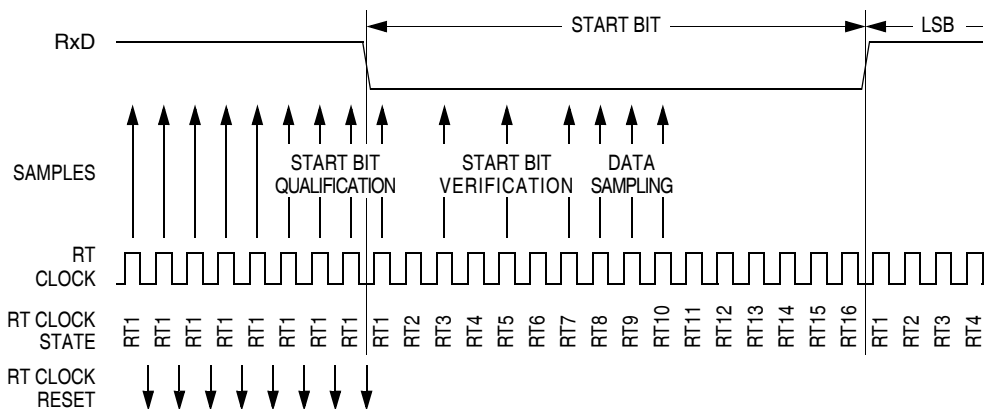 START BIT
LSB
RxD
SAMPLES
START BIT
QUALIFICATION
START BIT
VERIFICATION
DATA
SAMPLING
RT
CLOCK
RT CLOCK
STATE
RT1 RT1 RT1 RT1 RT1 RT1 RT1 RT1 RT1 RT2 RT3 RT4 RT5 RT6 RT7 RT8 RT9 RT10 RT11 RT12 RT13 RT14 RT15 RT16 RT1 RT2 RT3 RT4
RT CLOCK
RESET